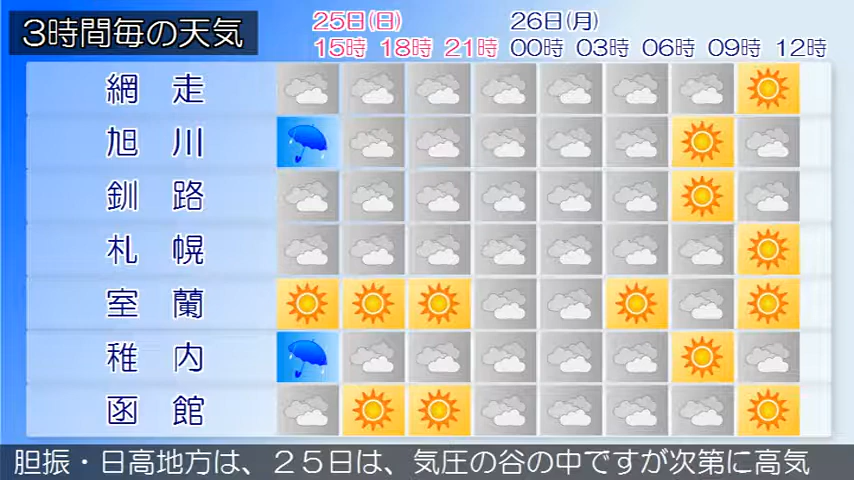 3時間毎の天気
25日(日) 26日(月)
15時 18時 21時 00時 03時 06時 09時 12時
網走
旭川
釧路
札幌
室蘭
稚内
函館
胆振・日高地方は、２５日は、気圧の谷の中ですが次第に高気